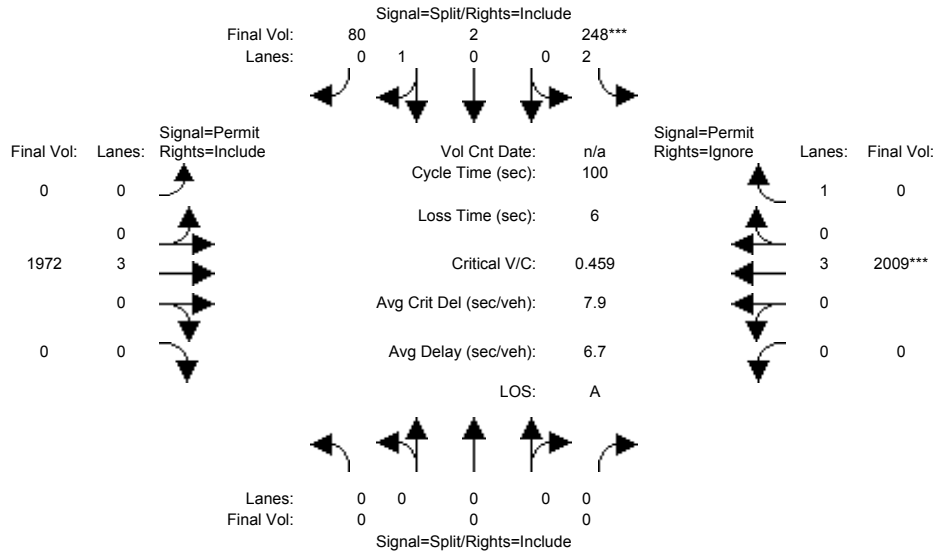 Signal=Split/Rights=Include
Final Vol: 80 2 248***
Lanes: 0 1 0 0 2
Signal=Permit Signal=Permit
Final Vol: Lanes: Rights=Include Vol Cnt Date: n/a Rights=Ignore Lanes: Final Vol:
Cycle Time (sec): 100
0 0 1 0
Loss Time (sec): 6
0 0
1972 3 Critical V/C: 0.459 3 2009***
0 Avg Crit Del (sec/veh): 7.9 0
0 0 Avg Delay (sec/veh): 6.7 0 0
LOS: A
Lanes: 0 0 0 0 0
Final Vol: 0 0 0
Signal=Split/Rights=Include